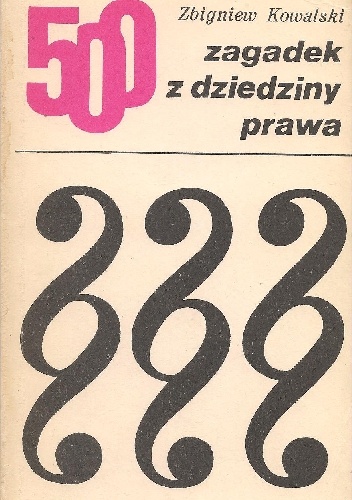 500
Zbigniew Kowalski
zagadek
z dziedziny
prawa
§§§